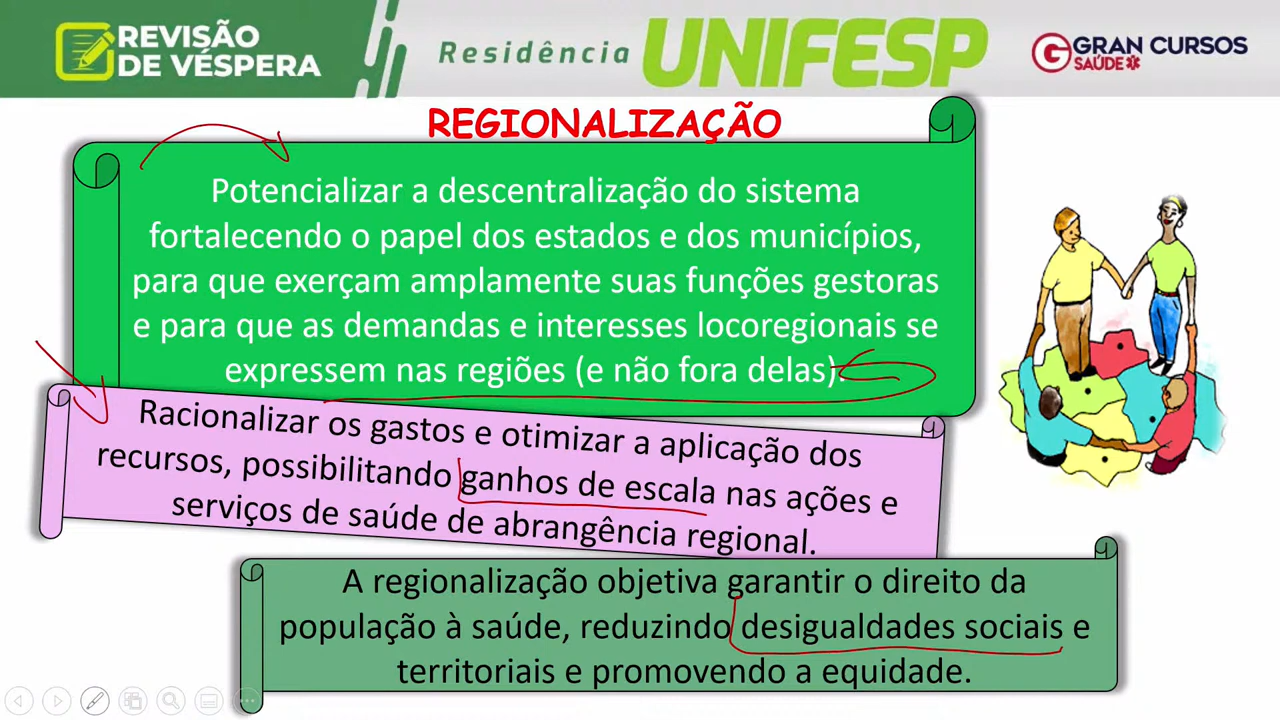 REVISÃO
DE VÉSPERA
Residência UNIFESP
GRAN CURSOS
SAÚDE
REGIONALIZAÇÃO
Potencializar a descentralização do sistema
fortalecendo o papel dos estados e dos municípios,
para que exerçam amplamente suas funções gestoras
e para que as demandas e interesses locoregionais se
expressem nas regiões (e não fora delas).
Racionalizar os gastos e otimizar a aplicação dos
recursos, possibilitando ganhos de escala nas ações e
serviços de saúde de abrangência regional.
A regionalização objetiva garantir o direito da
população à saúde, reduzindo desigualdades sociais e
territoriais e promovendo a equidade.